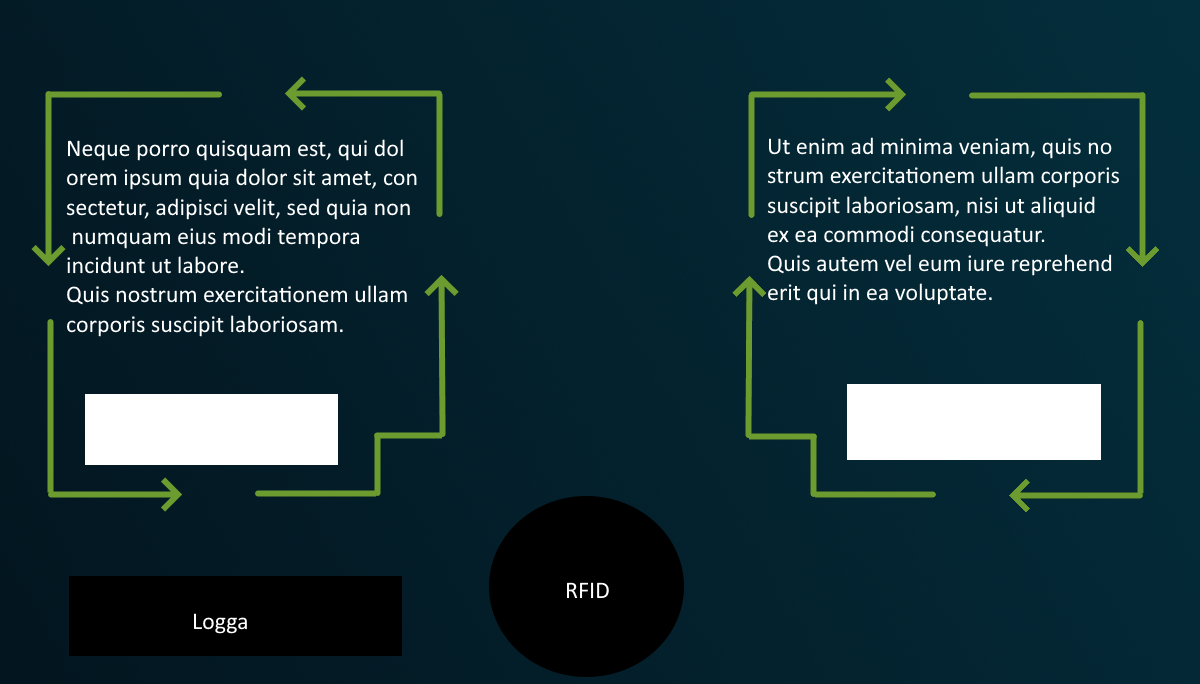 Neque porro quisquam est, qui dol
orem ipsum quia dolor sit amet, con
sectetur, adipisci velit, sed quia non
numquam eius modi tempora
incidunt ut labore.
Quis nostrum exercitationem ullam
corporis suscipit laboriosam.
Ut enim ad minima veniam, quis no
strum exercitationem ullam corporis
suscipit laboriosam, nisi ut aliquid
ex ea commodi consequatur.
Quis autem vel eum iure reprehend
erit qui in ea voluptate.
Logga
RFID